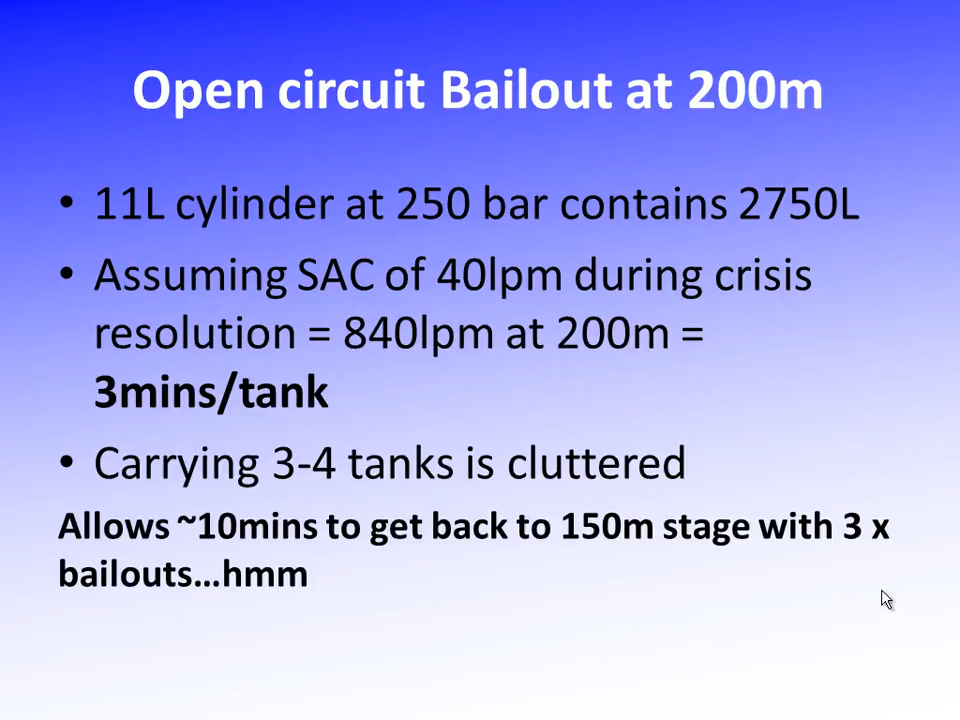 Open circuit Bailout at 200m
• 11L cylinder at 250 bar contains 2750L
• Assuming SAC of 40lpm during crisis
resolution = 840lpm at 200m =
3mins/tank
• Carrying 3-4 tanks is cluttered
Allows ~10mins to get back to 150m stage with 3 x
bailouts...hmm